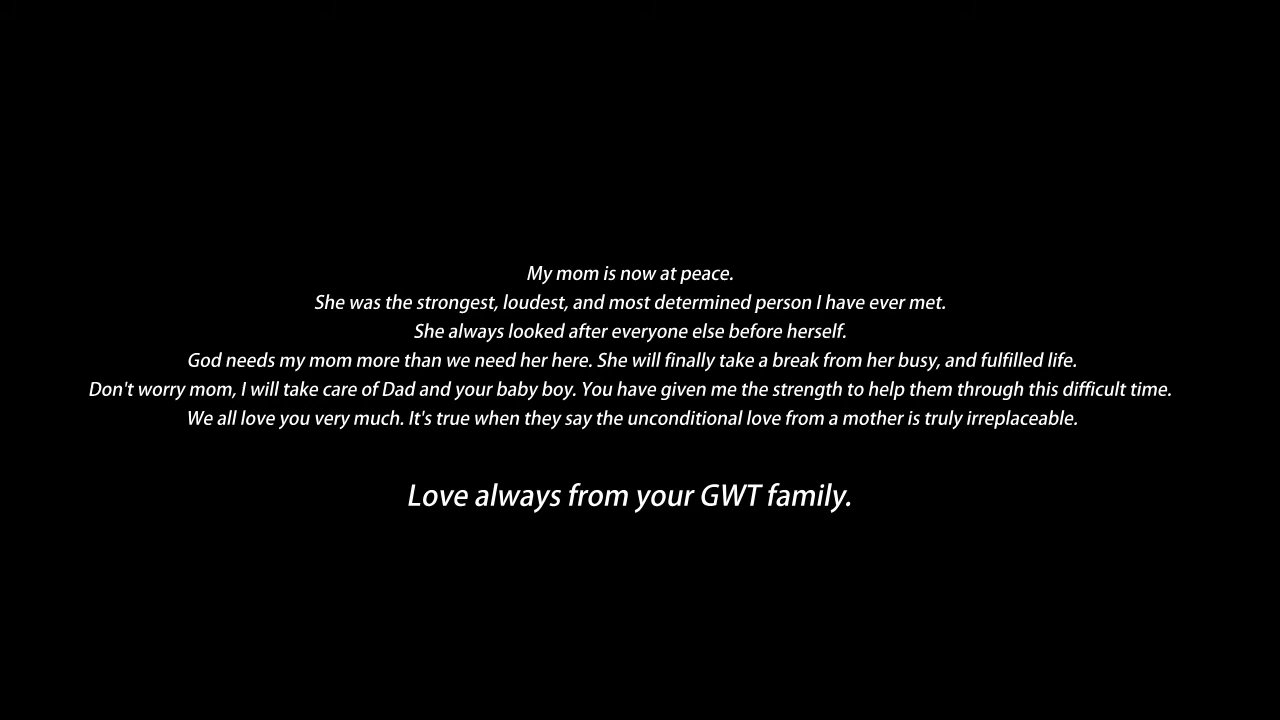 My mom is now at peace.
She was the strongest, loudest, and most determined person I have ever met.
She always looked after everyone else before herself.
God needs my mom more than we need her here. She will finally take a break from her busy, and fulfilled life.
Don't worry mom, I will take care of Dad and your baby boy. You have given me the strength to help them through this difficult time.
We all love you very much. It's true when they say the unconditional love from a mother is truly irreplaceable.
Love always from your GWT family.